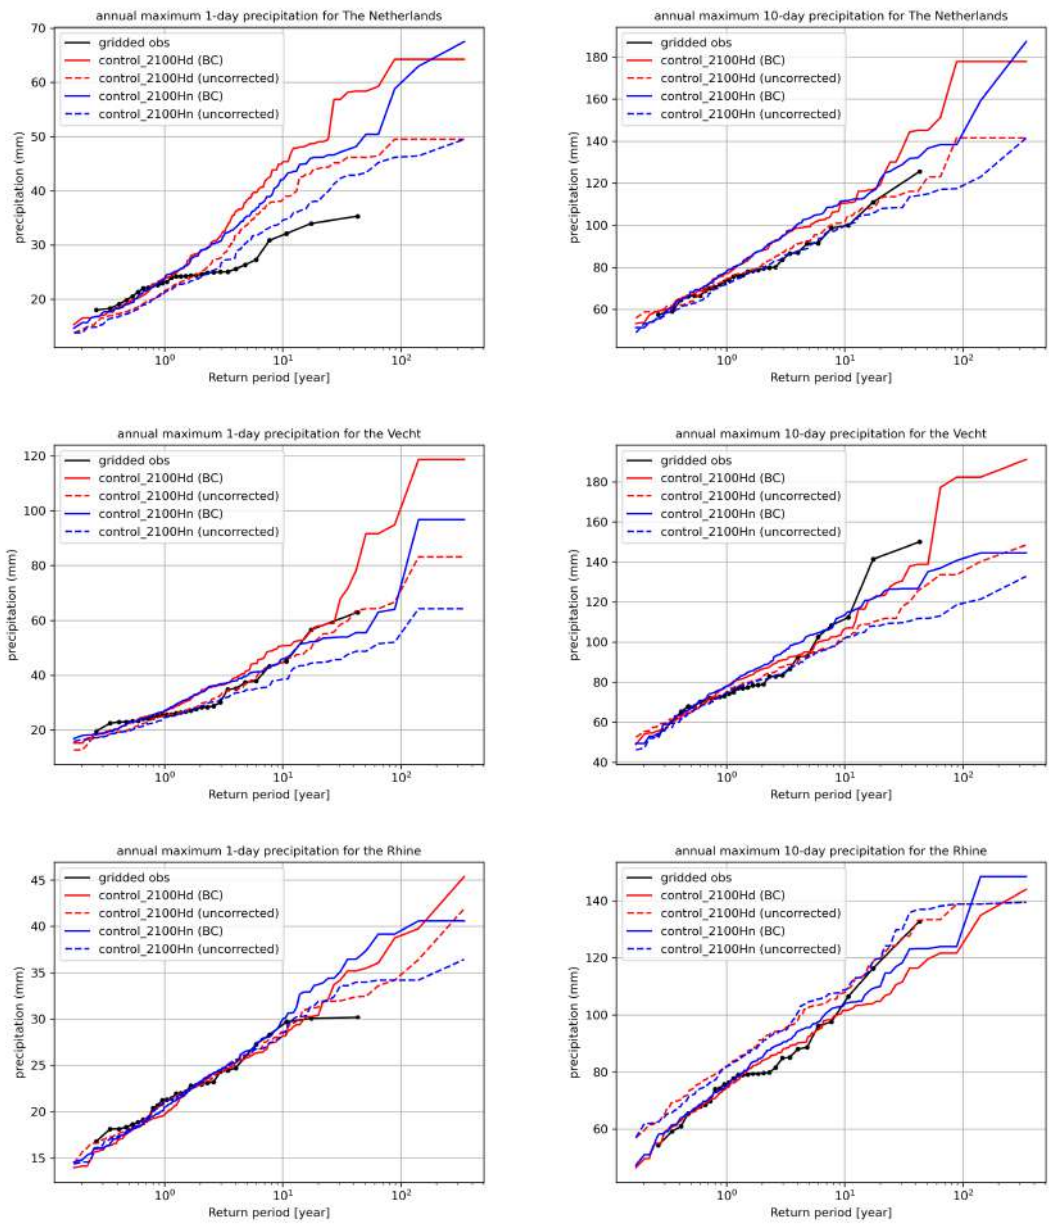 annual maximum 1-day precipitation for The Netherlands
70
60
50
40
30
20
precipitation (mm)
gridded obs
control_2100Hd (BC)
control_2100Hd (uncorrected)
control_2100Hn (BC)
control_2100Hn (uncorrected)
10⁰ 10¹ 10²
Return period [year]
annual maximum 10-day precipitation for The Netherlands
180
160
140
120
100
80
60
precipitation (mm)
gridded obs
control_2100Hd (BC)
control_2100Hd (uncorrected)
control_2100Hn (BC)
control_2100Hn (uncorrected)
10⁰ 10¹ 10²
Return period [year]
annual maximum 1-day precipitation for the Vecht
120
100
80
60
40
20
precipitation (mm)
gridded obs
control_2100Hd (BC)
control_2100Hd (uncorrected)
control_2100Hn (BC)
control_2100Hn (uncorrected)
10⁰ 10¹ 10²
Return period [year]
annual maximum 10-day precipitation for the Vecht
180
160
140
120
100
80
60
40
precipitation (mm)
gridded obs
control_2100Hd (BC)
control_2100Hd (uncorrected)
control_2100Hn (BC)
control_2100Hn (uncorrected)
10⁰ 10¹ 10²
Return period [year]
annual maximum 1-day precipitation for the Rhine
45
40
35
30
25
20
15
precipitation (mm)
gridded obs
control_2100Hd (BC)
control_2100Hd (uncorrected)
control_2100Hn (BC)
control_2100Hn (uncorrected)
10⁰ 10¹ 10²
Return period [year]
annual maximum 10-day precipitation for the Rhine
140
120
100
80
60
precipitation (mm)
gridded obs
control_2100Hd (BC)
control_2100Hd (uncorrected)
control_2100Hn (BC)
control_2100Hn (uncorrected)
10⁰ 10¹ 10²
Return period [year]